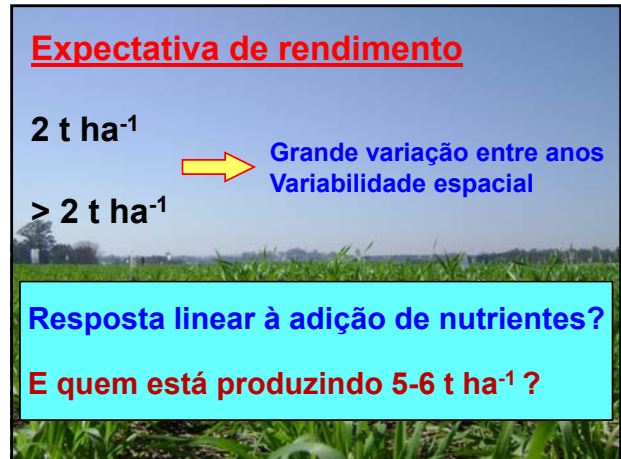 Expectativa de rendimento
2 t ha-1
Grande variação entre anos
Variabilidade espacial
> 2 t ha-1
Resposta linear à adição de nutrientes?
E quem está produzindo 5-6 t ha-1 ?